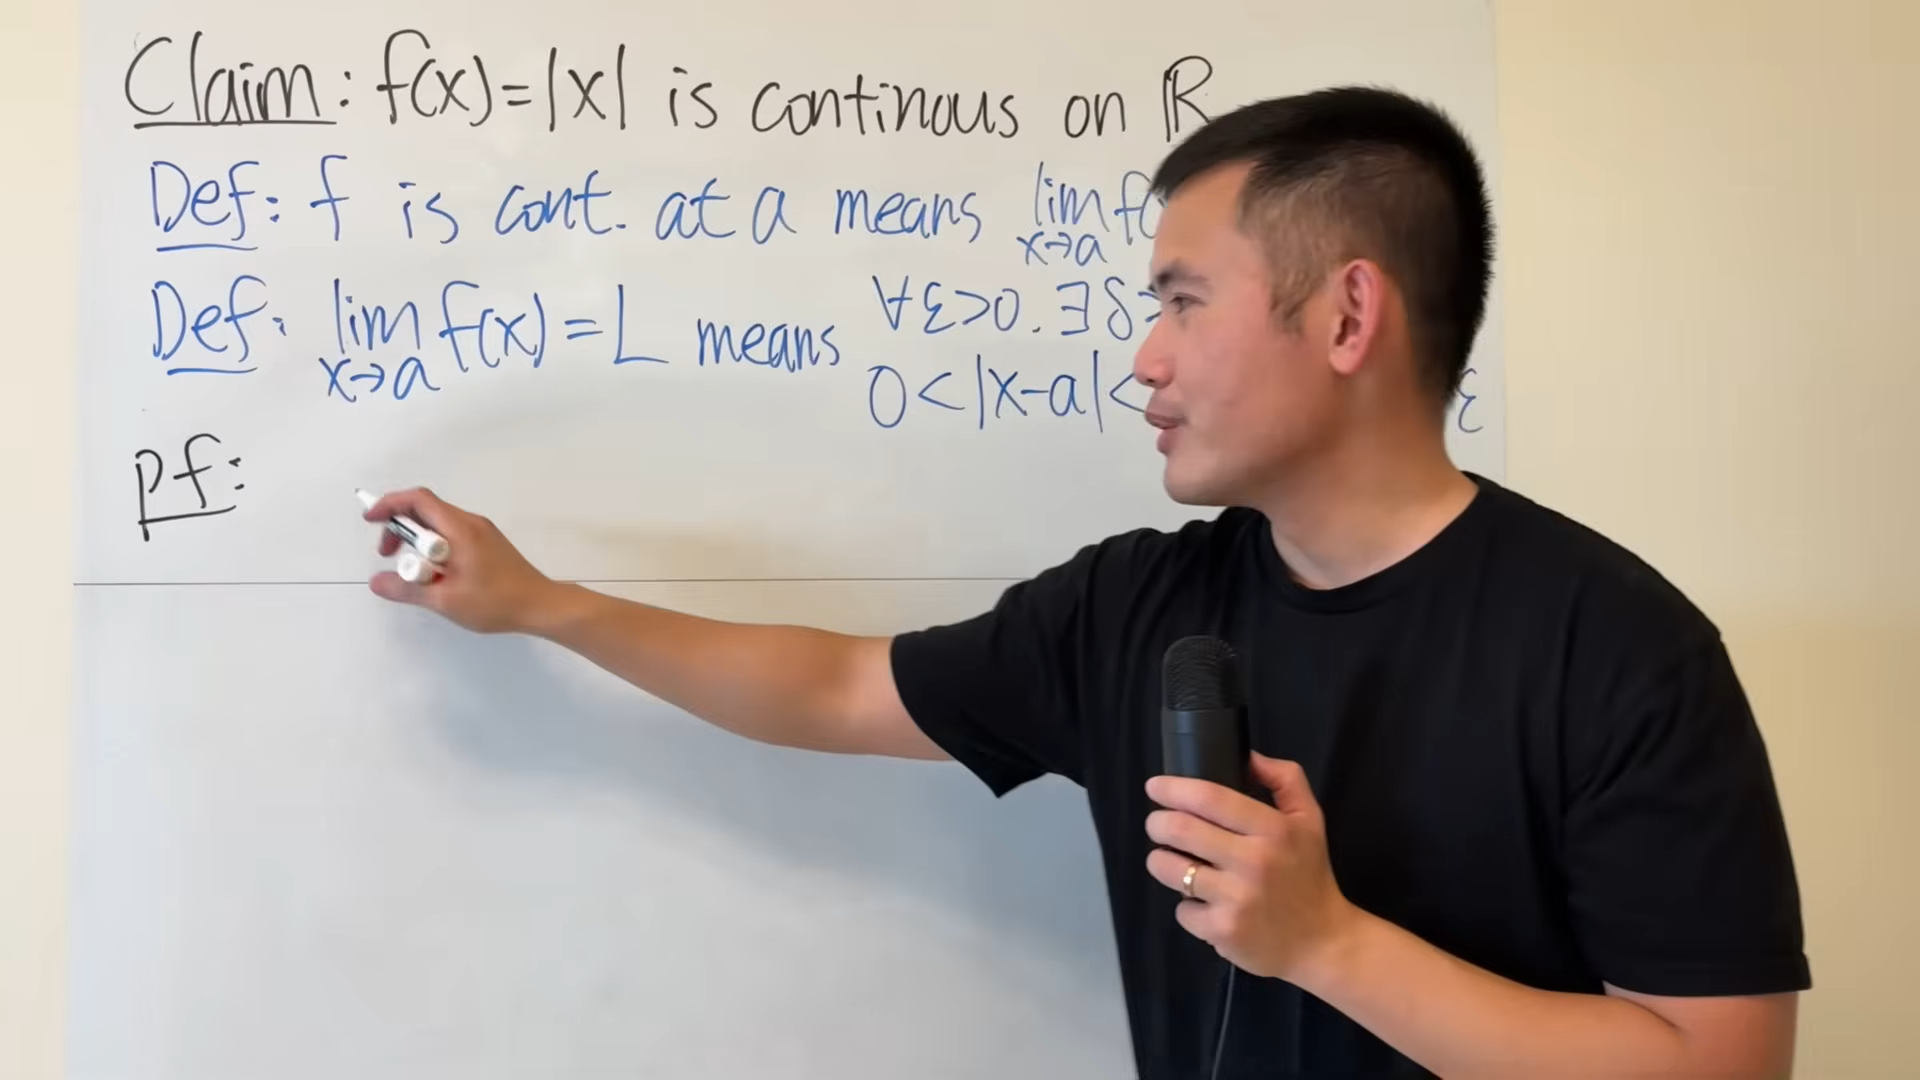 Claim: f(x)=|x| is continous on ℝ
Def: f is cont. at a means lim f(
x→a
Def: lim f(x)=L means ∀ε>0. ∃δ
x→a 0<|x-a|< ε
Pf: